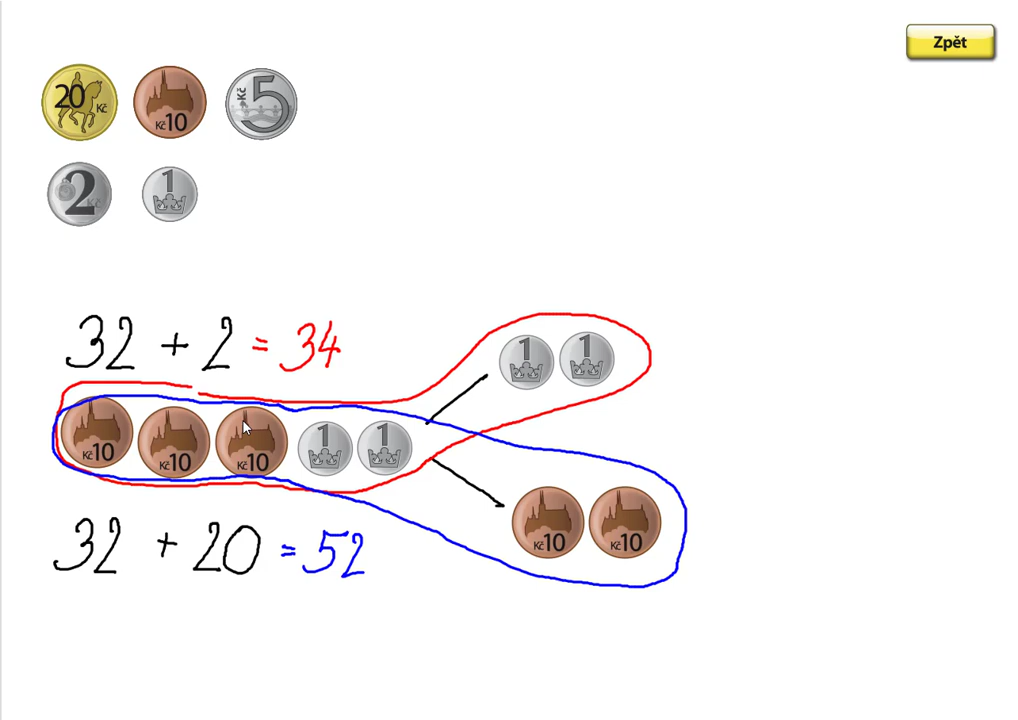 Zpět
20 Kč
Kč 10
Kč 5
2 Kč
1
32 + 2 = 34
1
1
Kč 10
Kč 10
Kč 10
1
1
Kč 10
Kč 10
32 + 20 = 52